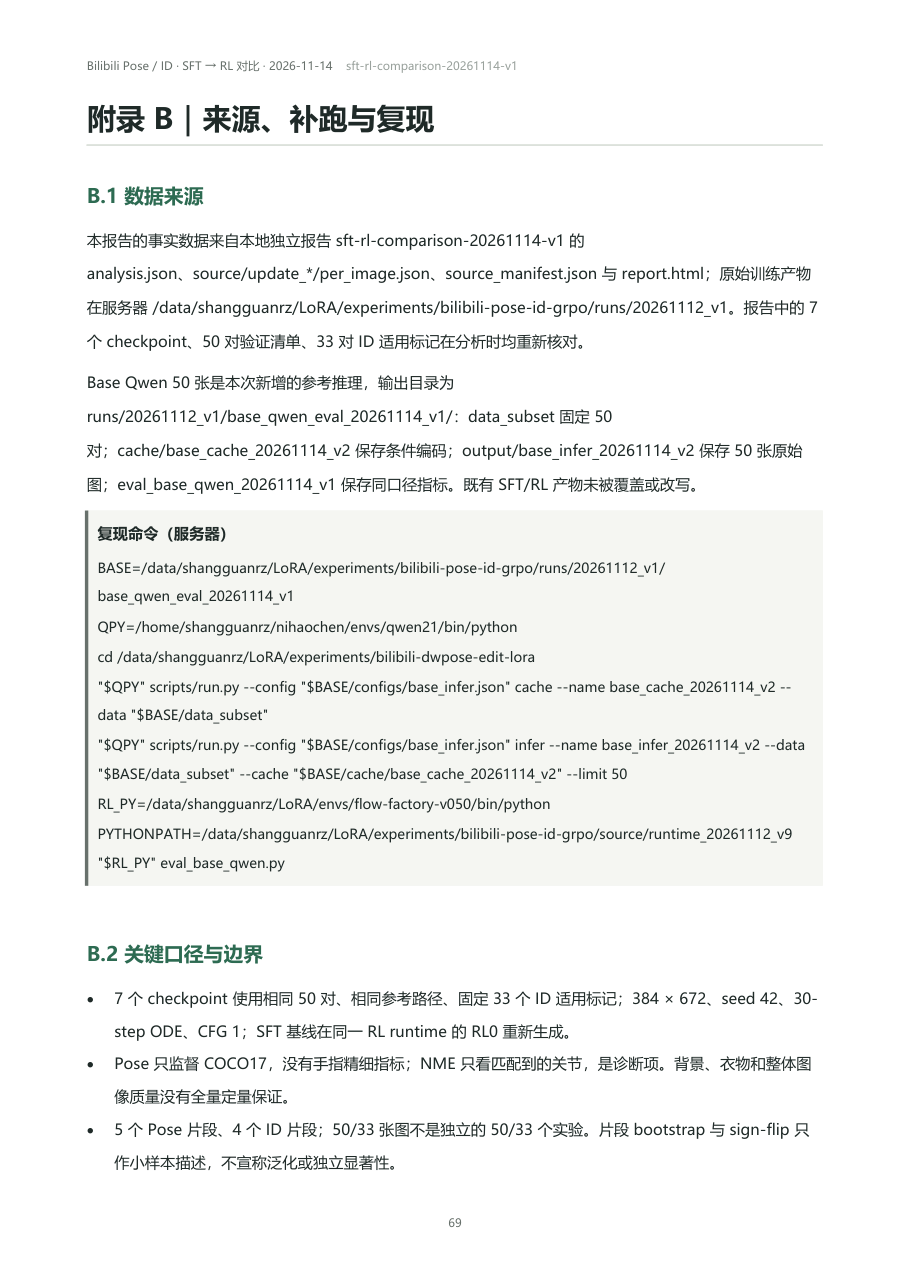 Bilibili Pose / ID · SFT → RL 对比 · 2026-11-14 sft-rl-comparison-20261114-v1
附录 B｜来源、补跑与复现
B.1 数据来源
本报告的事实数据来自本地独立报告 sft-rl-comparison-20261114-v1 的
analysis.json、source/update_*/per_image.json、source_manifest.json 与 report.html；原始训练产物
在服务器 /data/shangguanrz/LoRA/experiments/bilibili-pose-id-grpo/runs/20261112_v1。报告中的 7
个 checkpoint、50 对验证清单、33 对 ID 适用标记在分析时均重新核对。
Base Qwen 50 张是本次新增的参考推理，输出目录为
runs/20261112_v1/base_qwen_eval_20261114_v1/：data_subset 固定 50
对；cache/base_cache_20261114_v2 保存条件编码；output/base_infer_20261114_v2 保存 50 张原始
图；eval_base_qwen_20261114_v1 保存同口径指标。既有 SFT/RL 产物未被覆盖或改写。
复现命令（服务器）
BASE=/data/shangguanrz/LoRA/experiments/bilibili-pose-id-grpo/runs/20261112_v1/
base_qwen_eval_20261114_v1
QPY=/home/shangguanrz/nihaochen/envs/qwen21/bin/python
cd /data/shangguanrz/LoRA/experiments/bilibili-dwpose-edit-lora
"$QPY" scripts/run.py --config "$BASE/configs/base_infer.json" cache --name base_cache_20261114_v2 --
data "$BASE/data_subset"
"$QPY" scripts/run.py --config "$BASE/configs/base_infer.json" infer --name base_infer_20261114_v2 --data
"$BASE/data_subset" --cache "$BASE/cache/base_cache_20261114_v2" --limit 50
RL_PY=/data/shangguanrz/LoRA/envs/flow-factory-v050/bin/python
PYTHONPATH=/data/shangguanrz/LoRA/experiments/bilibili-pose-id-grpo/source/runtime_20261112_v9
"$RL_PY" eval_base_qwen.py
B.2 关键口径与边界
• 7 个 checkpoint 使用相同 50 对、相同参考路径、固定 33 个 ID 适用标记；384 × 672、seed 42、30-
step ODE、CFG 1；SFT 基线在同一 RL runtime 的 RL0 重新生成。
• Pose 只监督 COCO17，没有手指精细指标；NME 只看匹配到的关节，是诊断项。背景、衣物和整体图
像质量没有全量定量保证。
• 5 个 Pose 片段、4 个 ID 片段；50/33 张图不是独立的 50/33 个实验。片段 bootstrap 与 sign-flip 只
作小样本描述，不宣称泛化或独立显著性。
69